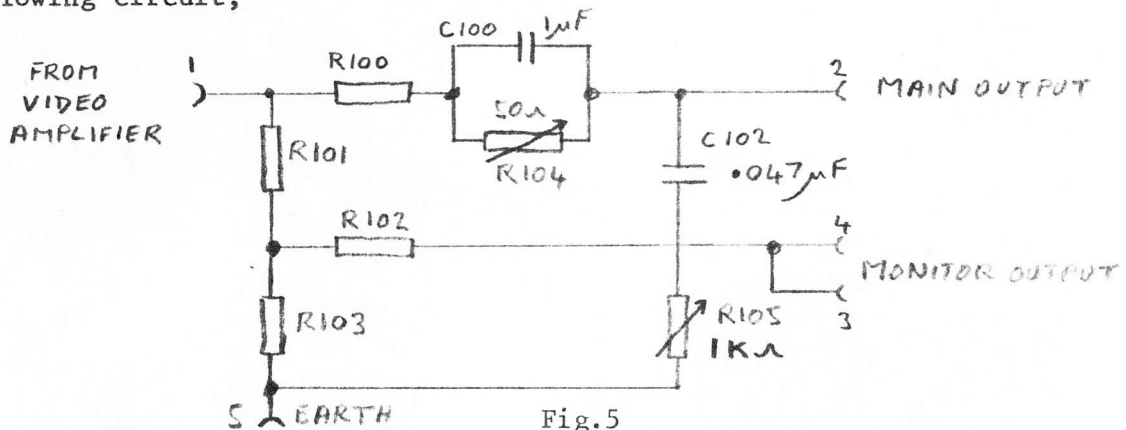 lowing circuit,
C100
1µF
FROM
VIDEO
AMPLIFIER
1
R100
50Ω
R104
2
MAIN OUTPUT
R101
C102
.047µF
R102
4
MONITOR OUTPUT
3
R103
R105
1KΩ
5 EARTH
Fig.5